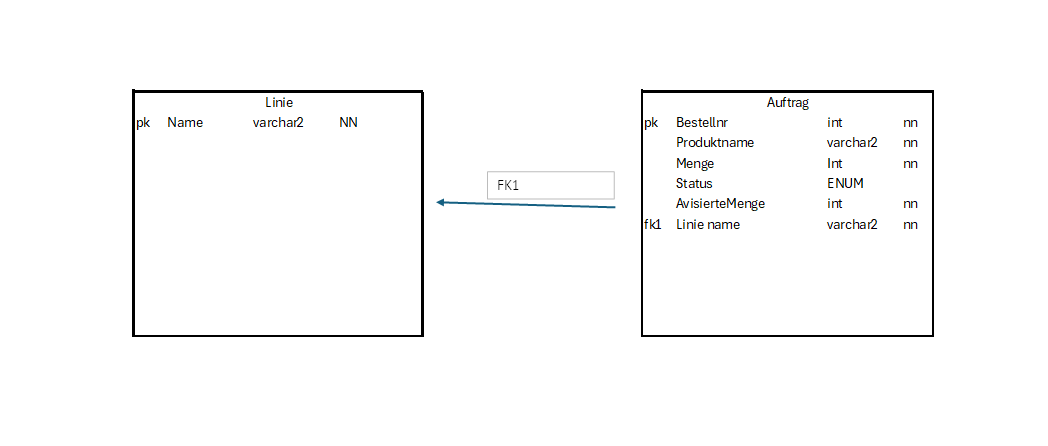 Linie
pk Name varchar2 NN
FK1
Auftrag
pk Bestellnr int nn
Produktname varchar2 nn
Menge Int nn
Status ENUM
AvisierteMenge int nn
fk1 Linie name varchar2 nn